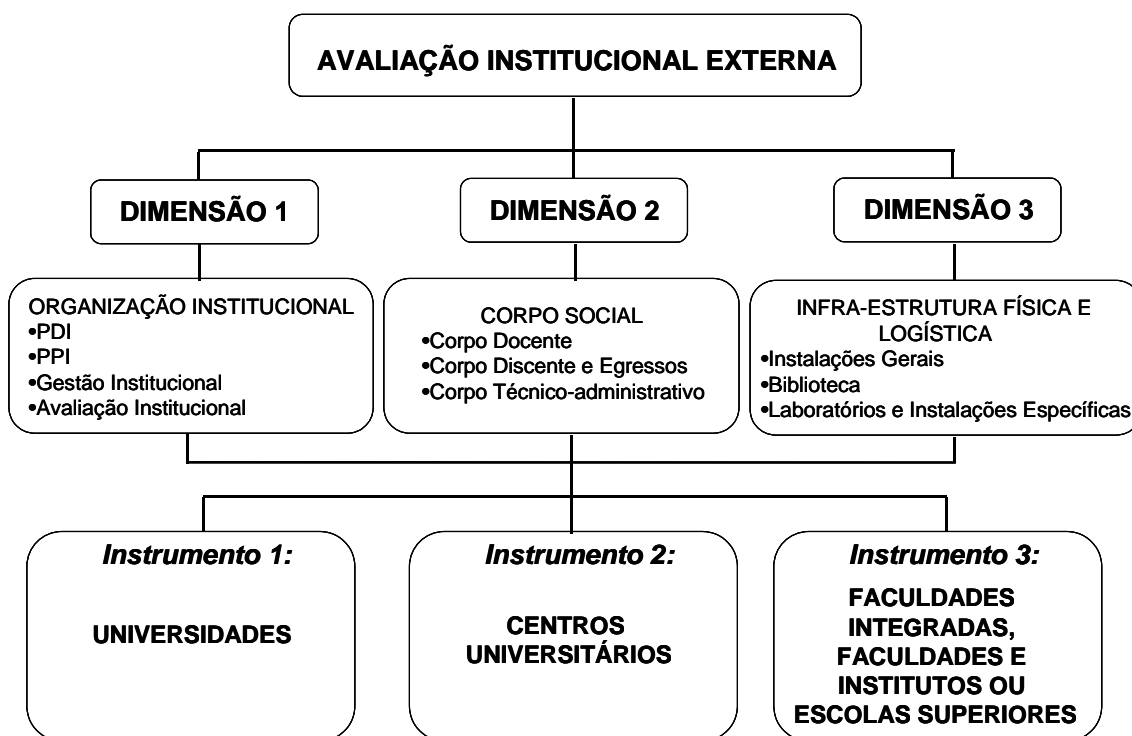 AVALIAÇÃO INSTITUCIONAL EXTERNA
DIMENSÃO 1
DIMENSÃO 2
DIMENSÃO 3
ORGANIZAÇÃO INSTITUCIONAL
•PDI
•PPI
•Gestão Institucional
•Avaliação Institucional
CORPO SOCIAL
•Corpo Docente
•Corpo Discente e Egressos
•Corpo Técnico-administrativo
INFRA-ESTRUTURA FÍSICA E
LOGÍSTICA
•Instalações Gerais
•Biblioteca
•Laboratórios e Instalações Específicas
Instrumento 1:
UNIVERSIDADES
Instrumento 2:
CENTROS
UNIVERSITÁRIOS
Instrumento 3:
FACULDADES
INTEGRADAS,
FACULDADES E
INSTITUTOS OU
ESCOLAS SUPERIORES